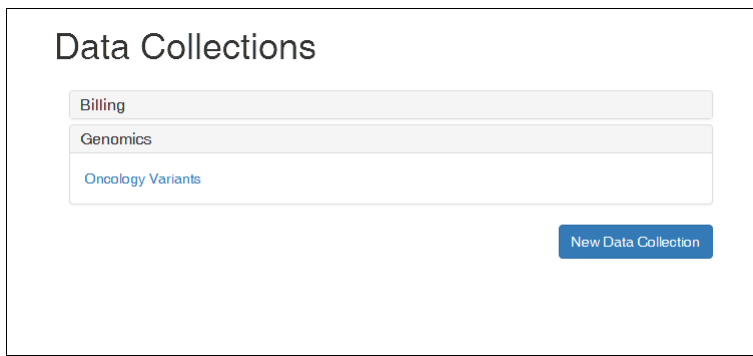 Data Collections
Billing
Genomics
Oncology Variants
New Data Collection